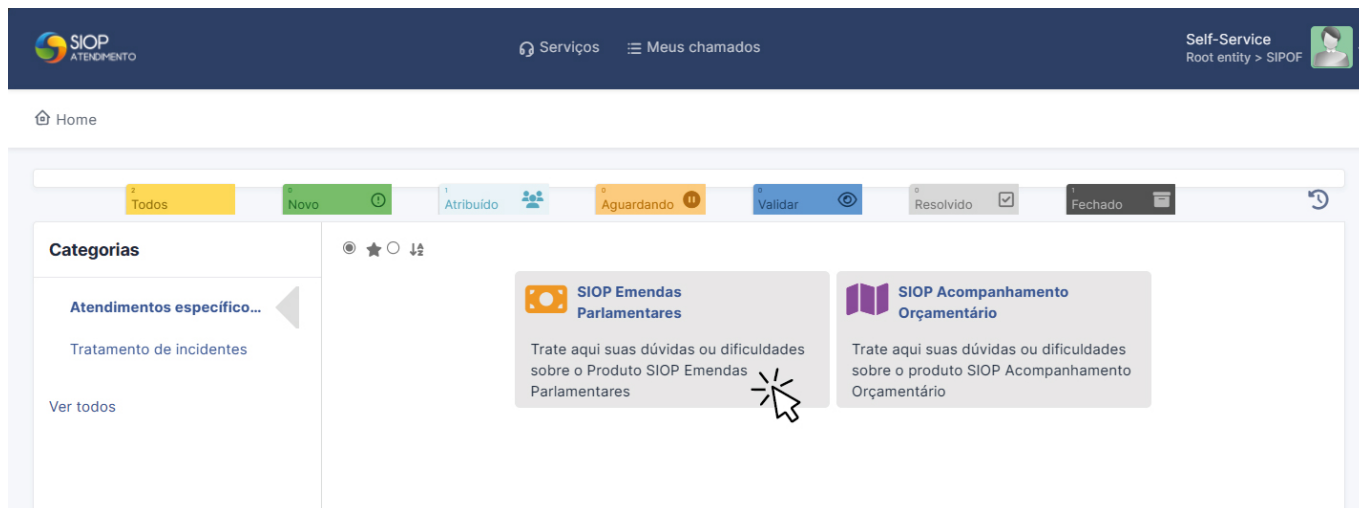 SIOP
ATENDIMENTO
Serviços
Meus chamados
Self-Service
Root entity > SIPOF
Home
2
Todos
0
Novo
1
Atribuído
0
Aguardando
0
Validar
0
Resolvido
1
Fechado
Categorias
Atendimentos específico...
Tratamento de incidentes
Ver todos
SIOP Emendas
Parlamentares
Trate aqui suas dúvidas ou dificuldades
sobre o Produto SIOP Emendas
Parlamentares
SIOP Acompanhamento
Orçamentário
Trate aqui suas dúvidas ou dificuldades
sobre o produto SIOP Acompanhamento
Orçamentário